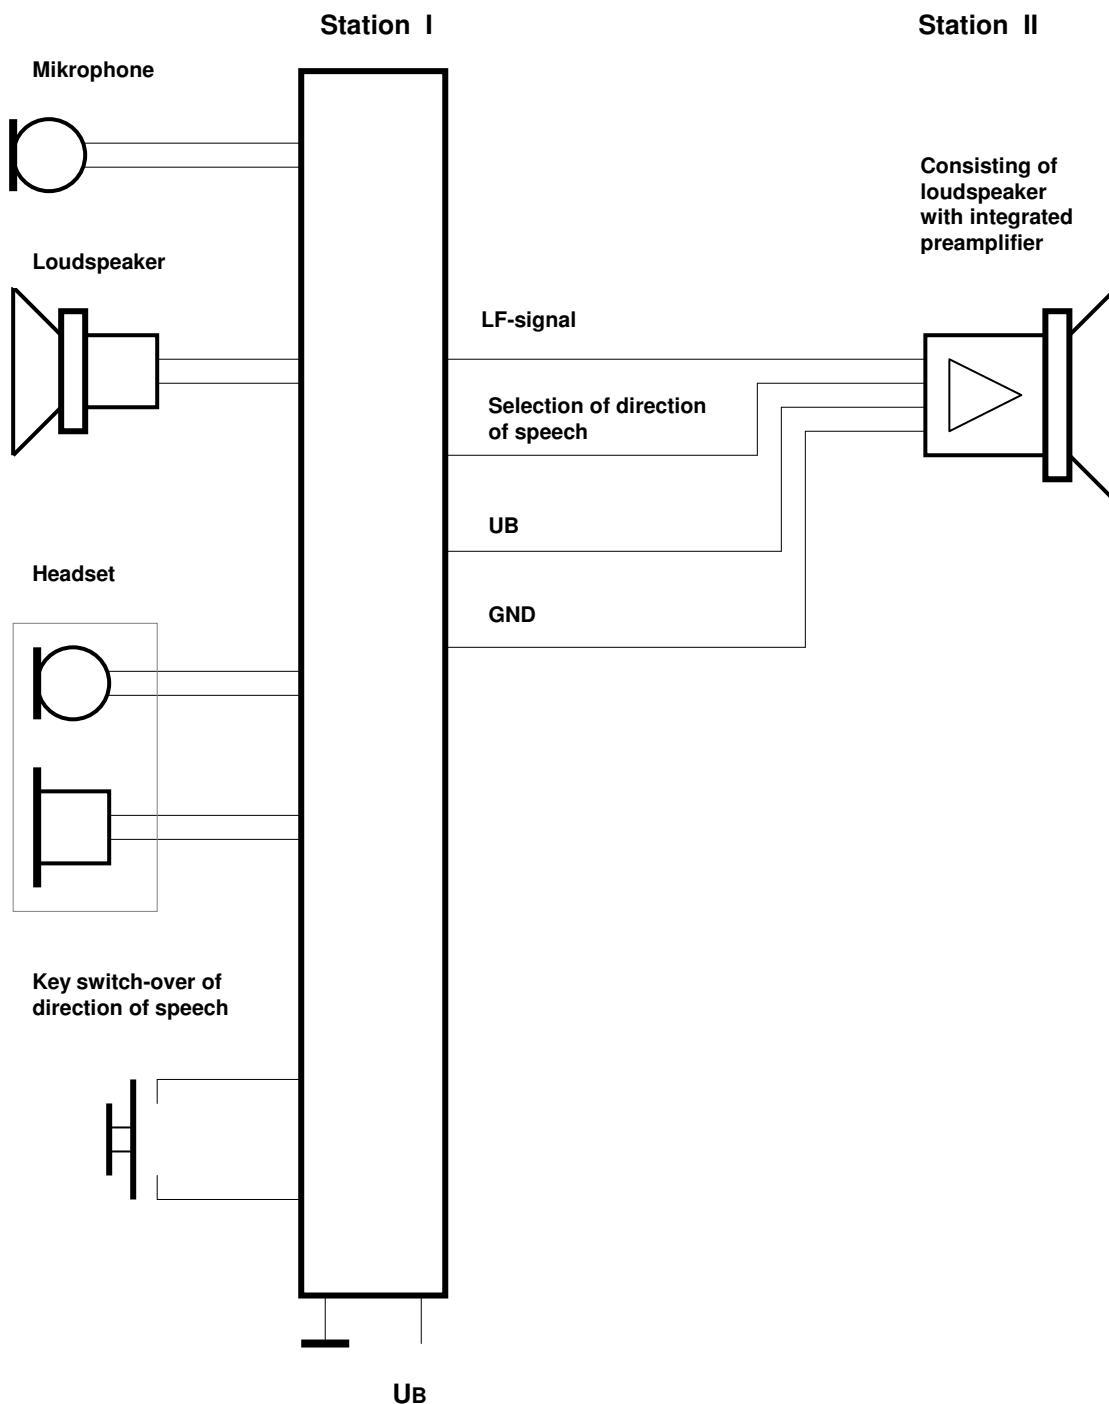 Station I
Station II
Mikrophone
Consisting of
loudspeaker
with integrated
preamplifier
Loudspeaker
LF-signal
Selection of direction
of speech
UB
Headset
GND
Key switch-over of
direction of speech
UB